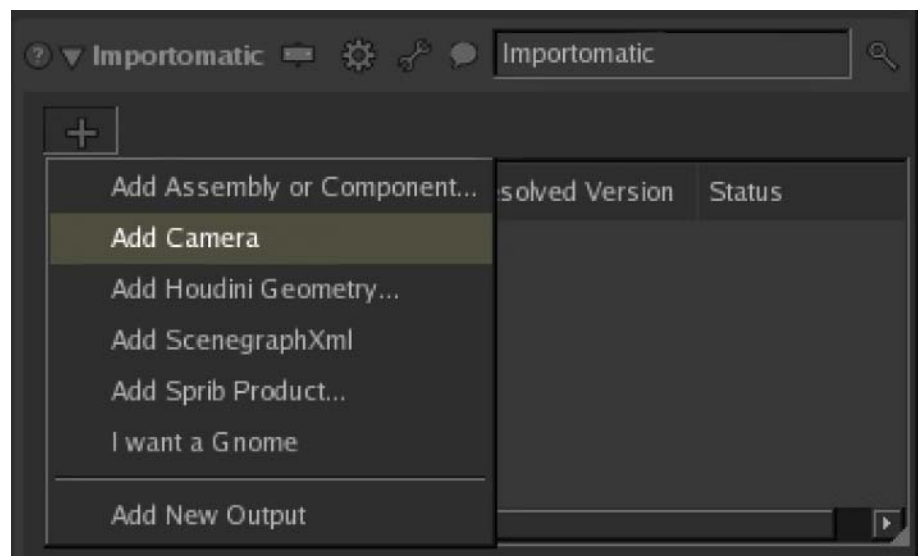 Importomatic Importomatic
Add Assembly or Component...
solved Version Status
Add Camera
Add Houdini Geometry...
Add ScenegraphXml
Add Sprib Product...
I want a Gnome
Add New Output